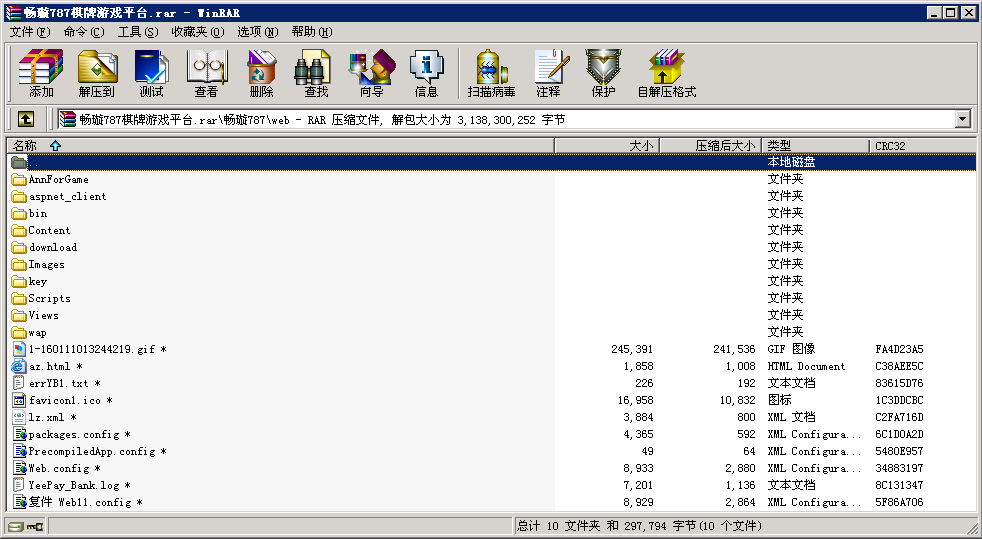 畅璇787棋牌游戏平台.rar - WinRAR
文件(F) 命令(C) 工具(S) 收藏夹(O) 选项(N) 帮助(H)
添加 解压到 测试 查看 删除 查找 向导 信息 扫描病毒 注释 保护 自解压格式
畅璇787棋牌游戏平台.rar\畅璇787\web - RAR 压缩文件, 解包大小为 3,138,300,252 字节
名称 大小 压缩后大小 类型 CRC32
.. 本地磁盘
AnnForGame 文件夹
aspnet_client 文件夹
bin 文件夹
Content 文件夹
download 文件夹
Images 文件夹
key 文件夹
Scripts 文件夹
Views 文件夹
wap 文件夹
1-160111013244219.gif * 245,391 241,536 GIF 图像 FA4D23A5
az.html * 1,858 1,008 HTML Document C38AEE5C
errYB1.txt * 226 192 文本文档 83615D76
favicon1.ico * 16,958 10,832 图标 1C3DDCBC
lz.xml * 3,884 800 XML 文档 C2FA716D
packages.config * 4,365 592 XML Configura... 6C1D0A2D
PrecompiledApp.config * 49 64 XML Configura... 5480E957
Web.config * 8,933 2,880 XML Configura... 34883197
YeePay_Bank.log * 7,201 1,136 文本文档 8C131347
复件 Web11.config * 8,929 2,864 XML Configura... 5F86A706
总计 10 文件夹 和 297,794 字节(10 个文件)